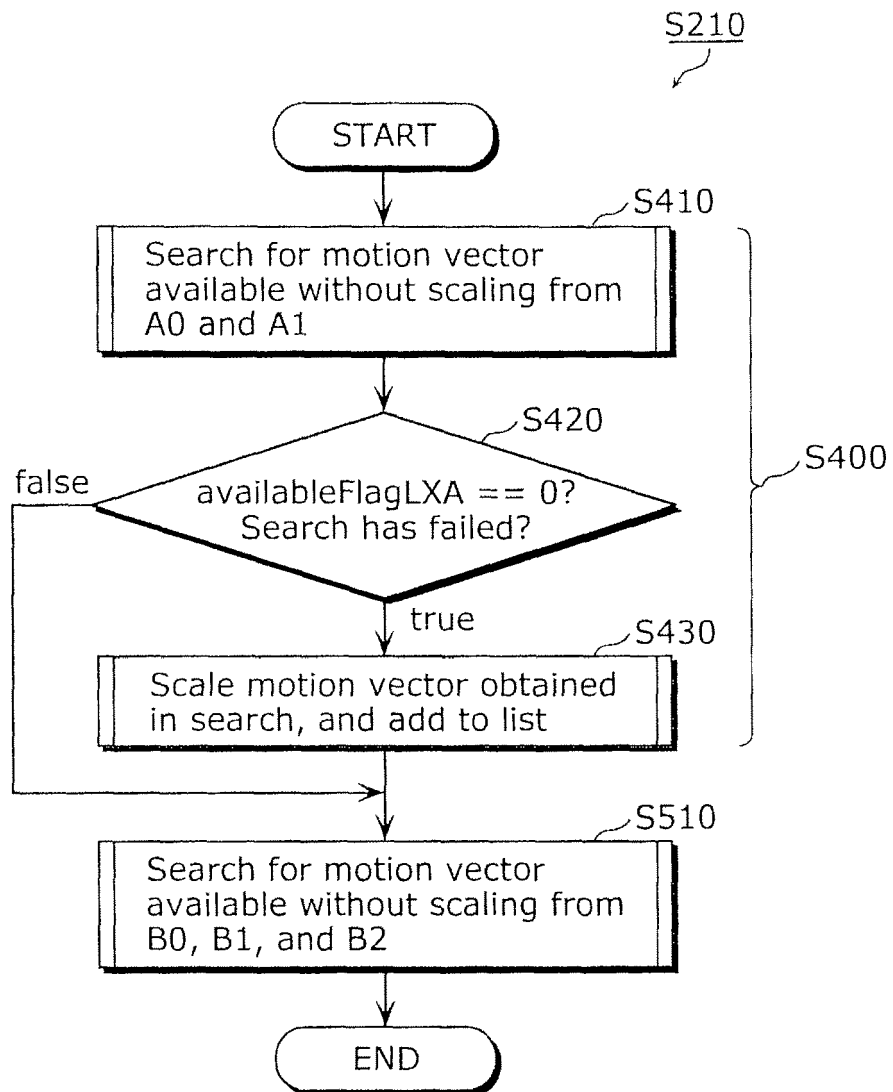 S210
START
S410
Search for motion vector
available without scaling from
A0 and A1
S420
false
availableFlagLXA == 0?
Search has failed?
S400
true
S430
Scale motion vector obtained
in search, and add to list
S510
Search for motion vector
available without scaling from
B0, B1, and B2
END